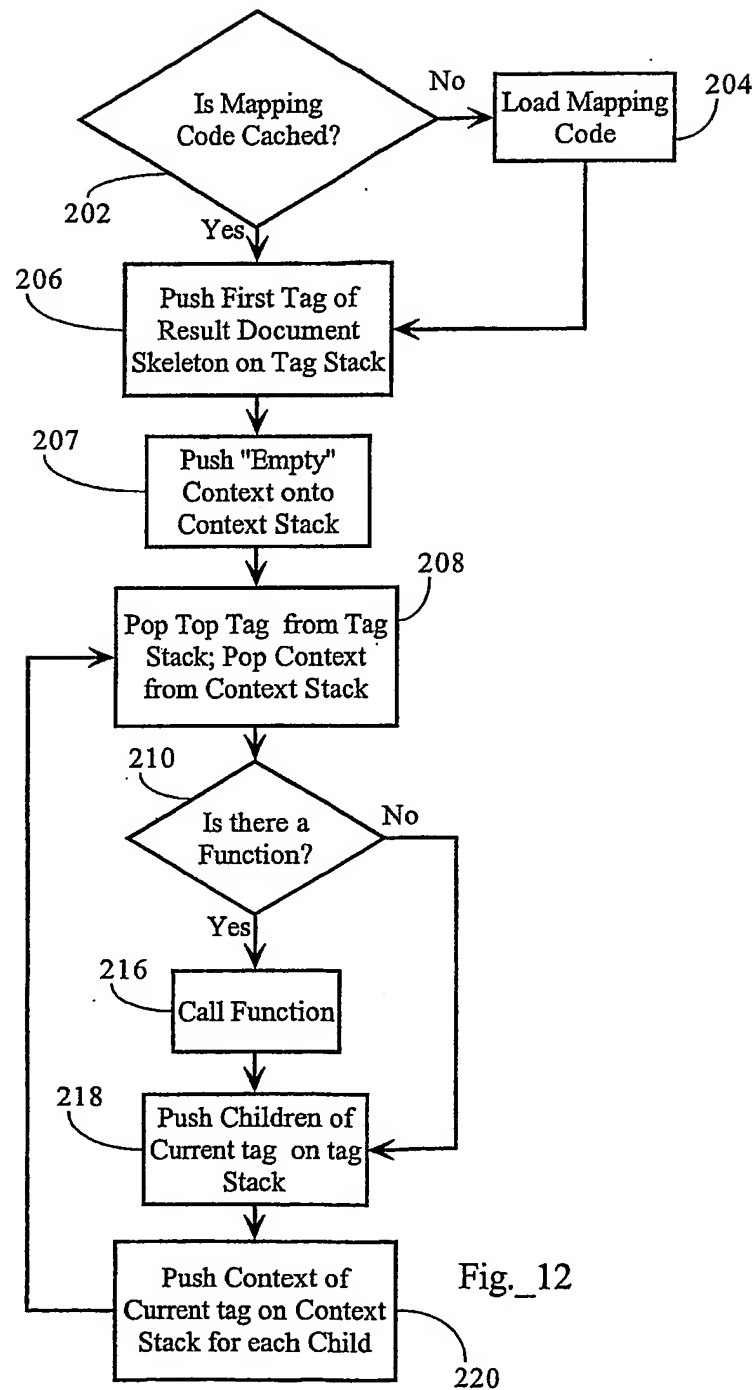 Is Mapping
Code Cached?
No
Load Mapping
Code
204
202
Yes
206
Push First Tag of
Result Document
Skeleton on Tag Stack
207
Push "Empty"
Context onto
Context Stack
208
Pop Top Tag from Tag
Stack; Pop Context
from Context Stack
210
Is there a
Function?
No
Yes
216
Call Function
218
Push Children of
Current tag on tag
Stack
Push Context of
Current tag on Context
Stack for each Child
Fig._12
220